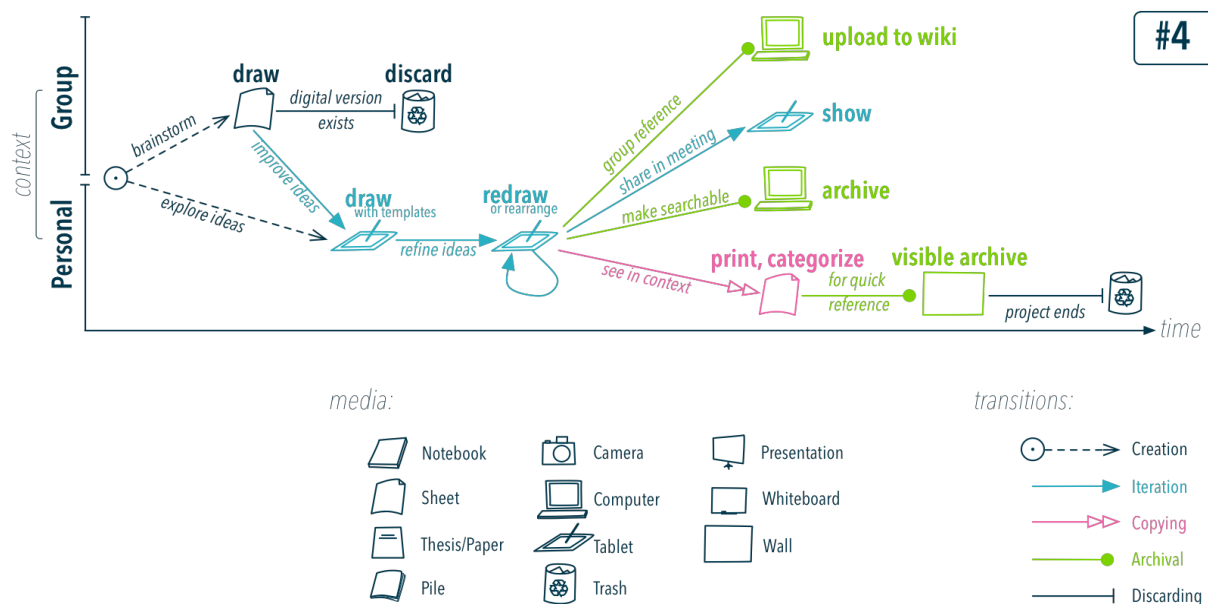 #4
context
Group
Personal
draw
discard
digital version
exists
brainstorm
explore ideas
improve ideas
draw
with templates
refine ideas
redraw
or rearrange
group reference
upload to wiki
share in meeting
show
make searchable
archive
see in context
print, categorize
for quick
reference
visible archive
project ends
time
media:
Notebook
Sheet
Thesis/Paper
Pile
Camera
Computer
Tablet
Trash
Presentation
Whiteboard
Wall
transitions:
Creation
Iteration
Copying
Archival
Discarding